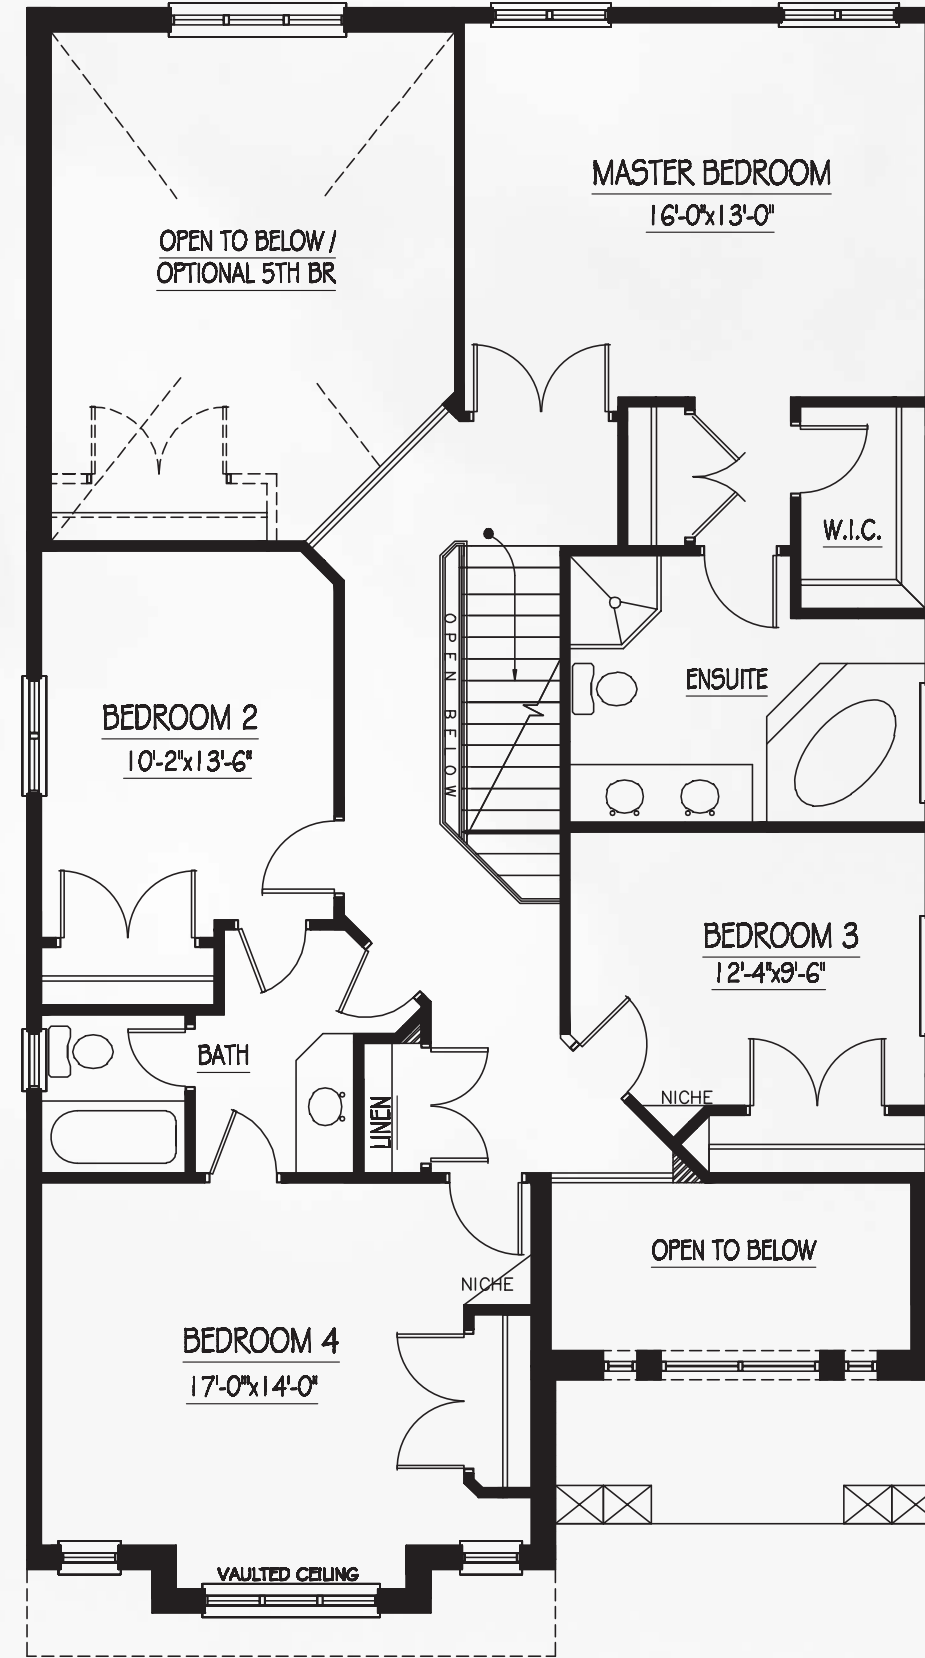 MASTER BEDROOM
16'-0"x13'-0"
OPEN TO BELOW /
OPTIONAL 5TH BR
W.I.C.
OPEN BELOW
ENSUITE
BEDROOM 2
10'-2"x13'-6"
BEDROOM 3
12'-4"x9'-6"
BATH
NICHE
LINEN
OPEN TO BELOW
NICHE
BEDROOM 4
17'-0"x14'-0"
VAULTED CEILING